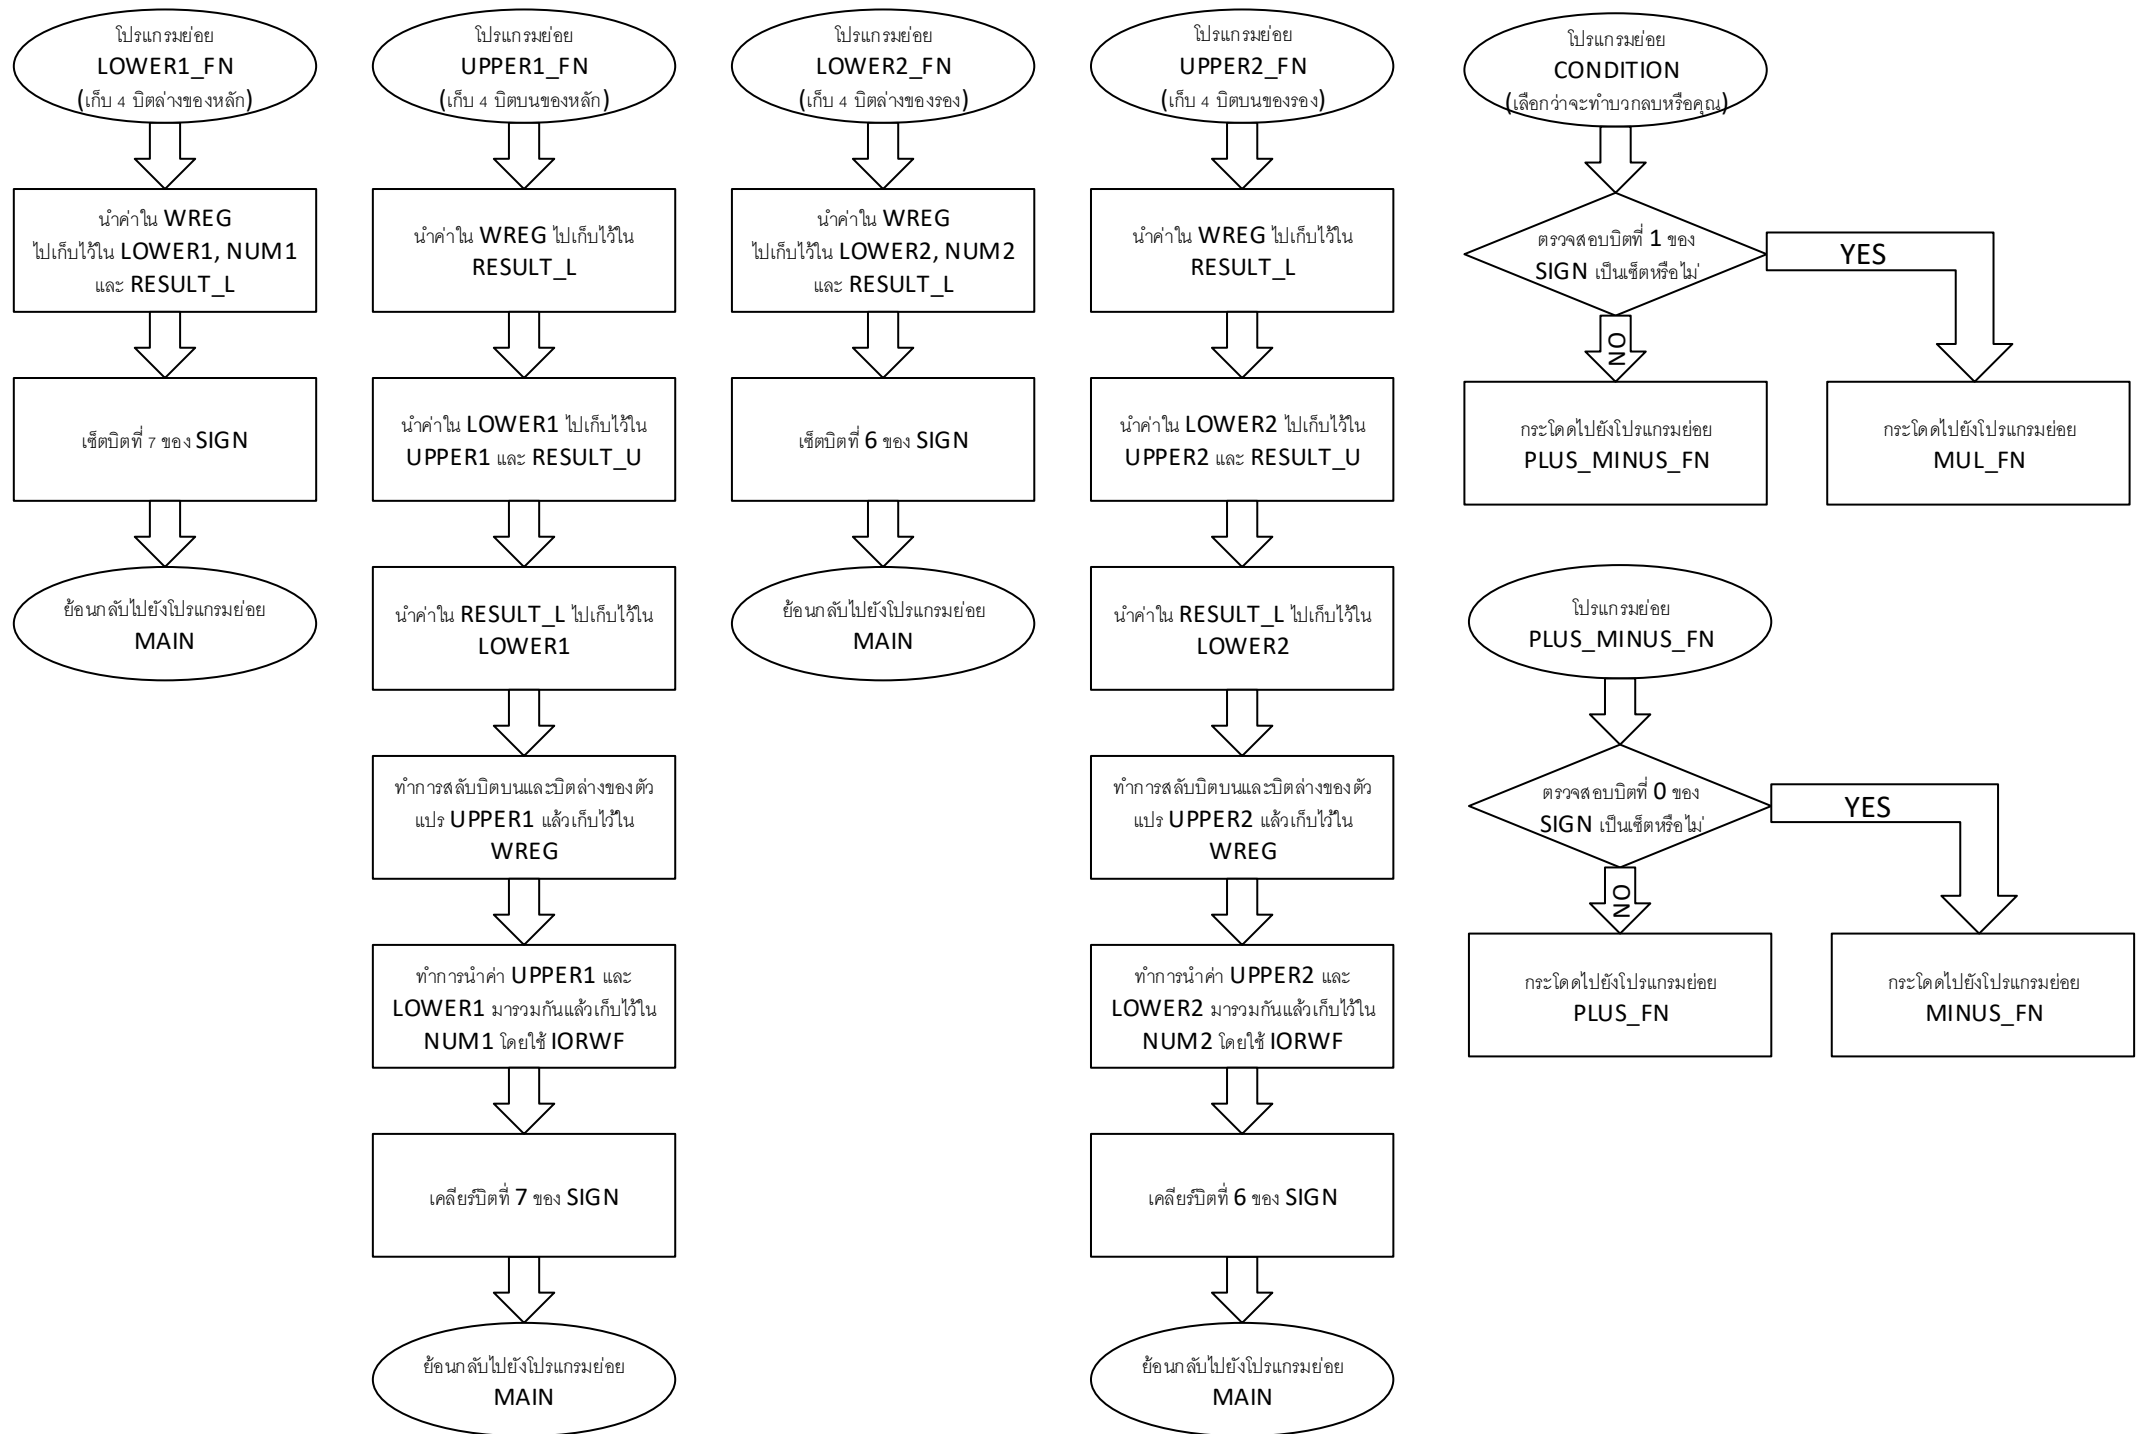 โปรแกรมย่อย
LOWER1_FN
(เก็บ 4 บิตล่างของหลัก)
นำค่าใน WREG
ไปเก็บไว้ใน LOWER1, NUM1
และ RESULT_L
เซ็ตบิตที่ 7 ของ SIGN
ย้อนกลับไปยังโปรแกรมย่อย
MAIN
โปรแกรมย่อย
UPPER1_FN
(เก็บ 4 บิตบนของหลัก)
นำค่าใน WREG ไปเก็บไว้ใน
RESULT_L
นำค่าใน LOWER1 ไปเก็บไว้ใน
UPPER1 และ RESULT_U
นำค่าใน RESULT_L ไปเก็บไว้ใน
LOWER1
ทำการสลับบิตบนและบิตล่างของตัว
แปร UPPER1 แล้วเก็บไว้ใน
WREG
ทำการนำค่า UPPER1 และ
LOWER1 มารวมกันแล้วเก็บไว้ใน
NUM1 โดยใช้ IORWF
เคลียร์บิตที่ 7 ของ SIGN
ย้อนกลับไปยังโปรแกรมย่อย
MAIN
โปรแกรมย่อย
LOWER2_FN
(เก็บ 4 บิตล่างของรอง)
นำค่าใน WREG
ไปเก็บไว้ใน LOWER2, NUM2
และ RESULT_L
เซ็ตบิตที่ 6 ของ SIGN
ย้อนกลับไปยังโปรแกรมย่อย
MAIN
โปรแกรมย่อย
UPPER2_FN
(เก็บ 4 บิตบนของรอง)
นำค่าใน WREG ไปเก็บไว้ใน
RESULT_L
นำค่าใน LOWER2 ไปเก็บไว้ใน
UPPER2 และ RESULT_U
นำค่าใน RESULT_L ไปเก็บไว้ใน
LOWER2
ทำการสลับบิตบนและบิตล่างของตัว
แปร UPPER2 แล้วเก็บไว้ใน
WREG
ทำการนำค่า UPPER2 และ
LOWER2 มารวมกันแล้วเก็บไว้ใน
NUM2 โดยใช้ IORWF
เคลียร์บิตที่ 6 ของ SIGN
ย้อนกลับไปยังโปรแกรมย่อย
MAIN
โปรแกรมย่อย
CONDITION
(เลือกว่าจะทำบวกลบหรือคูณ)
ตรวจสอบบิตที่ 1 ของ
SIGN เป็นเซ็ตหรือไม่
YES
NO
กระโดดไปยังโปรแกรมย่อย
PLUS_MINUS_FN
กระโดดไปยังโปรแกรมย่อย
MUL_FN
โปรแกรมย่อย
PLUS_MINUS_FN
ตรวจสอบบิตที่ 0 ของ
SIGN เป็นเซ็ตหรือไม่
YES
NO
กระโดดไปยังโปรแกรมย่อย
PLUS_FN
กระโดดไปยังโปรแกรมย่อย
MINUS_FN